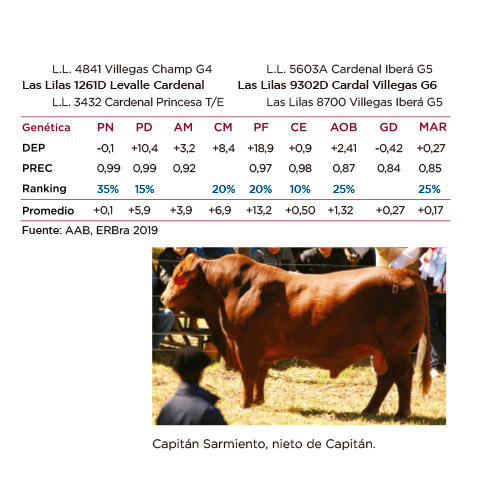 L.L. 4841 Villegas Champ G4 L.L. 5603A Cardenal Iberá G5
Las Lilas 1261D Levalle Cardenal Las Lilas 9302D Cardal Villegas G6
L.L. 3432 Cardenal Princesa T/E Las Lilas 8700 Villegas Iberá G5
Genética PN PD AM CM PF CE AOB GD MAR
DEP -0,1 +10,4 +3,2 +8,4 +18,9 +0,9 +2,41 -0,42 +0,27
PREC 0,99 0,99 0,92 0,97 0,98 0,87 0,84 0,85
Ranking 35% 15% 20% 20% 10% 25% 25%
Promedio +0,1 +5,9 +3,9 +6,9 +13,2 +0,50 +1,32 +0,27 +0,17
Fuente: AAB, ERBra 2019
D
Capitán Sarmiento, nieto de Capitán.